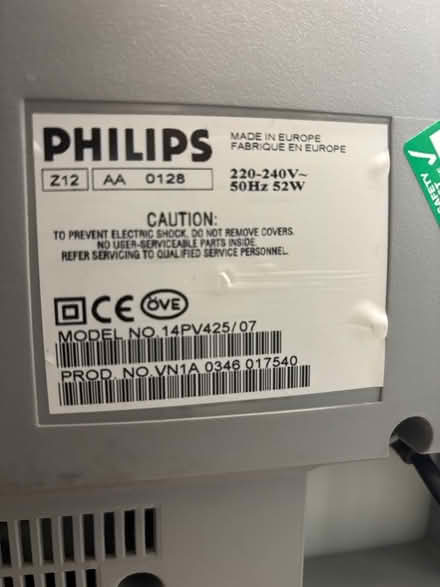 PHILIPS
MADE IN EUROPE
FABRIQUE EN EUROPE
Z12 AA 0128
220-240V~
50Hz 52W
CAUTION:
TO PREVENT ELECTRIC SHOCK, DO NOT REMOVE COVERS.
NO USER-SERVICEABLE PARTS INSIDE.
REFER SERVICING TO QUALIFIED SERVICE PERSONNEL.
CE ÖVE
MODEL NO.14PV425/07
PROD. NO.VN1A 0346 017540